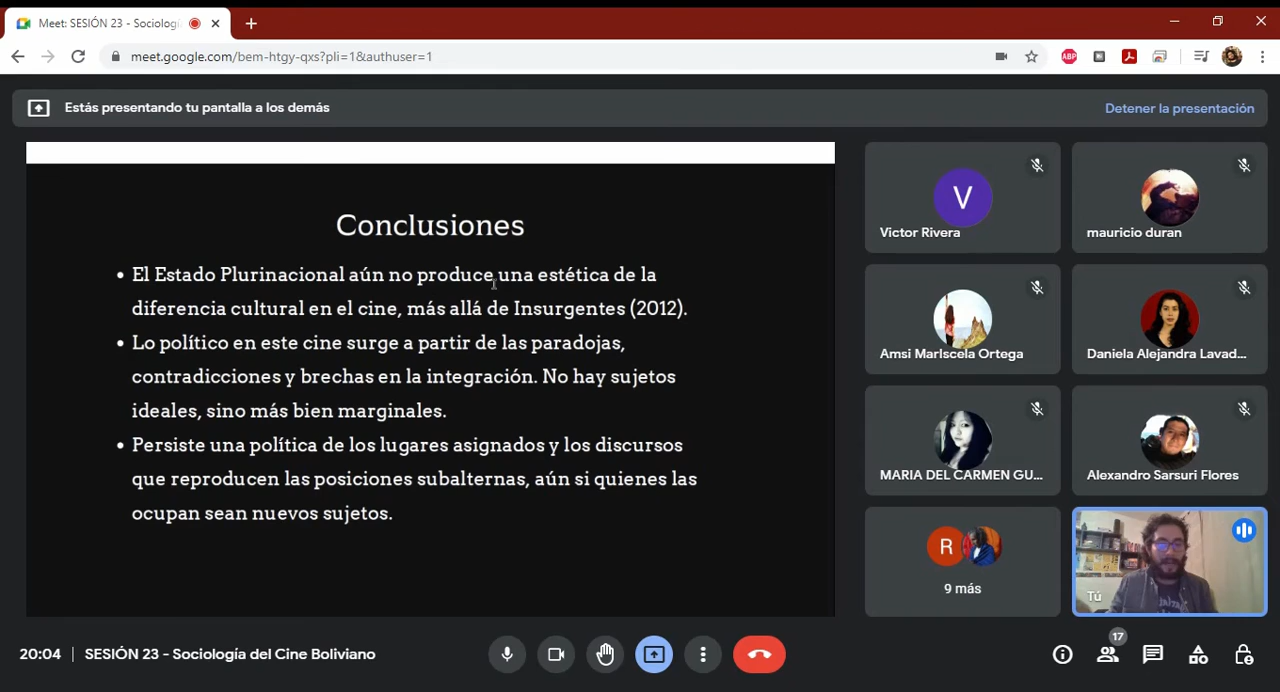 Meet: SESIÓN 23 - Sociologí
meet.google.com/bem-htgy-qxs?pli=1&authuser=1
ABP
Estás presentando tu pantalla a los demás
Detener la presentación
Conclusiones
• El Estado Plurinacional aún no produce una estética de la
diferencia cultural en el cine, más allá de Insurgentes (2012).
• Lo político en este cine surge a partir de las paradojas,
contradicciones y brechas en la integración. No hay sujetos
ideales, sino más bien marginales.
• Persiste una política de los lugares asignados y los discursos
que reproducen las posiciones subalternas, aún si quienes las
ocupan sean nuevos sujetos.
V
Victor Rivera
mauricio duran
Amsi MarIscela Ortega
Daniela Alejandra Lavad...
MARIA DEL CARMEN GU...
Alexandro Sarsuri Flores
R
9 más
Tú
20:04 | SESIÓN 23 - Sociología del Cine Boliviano
17